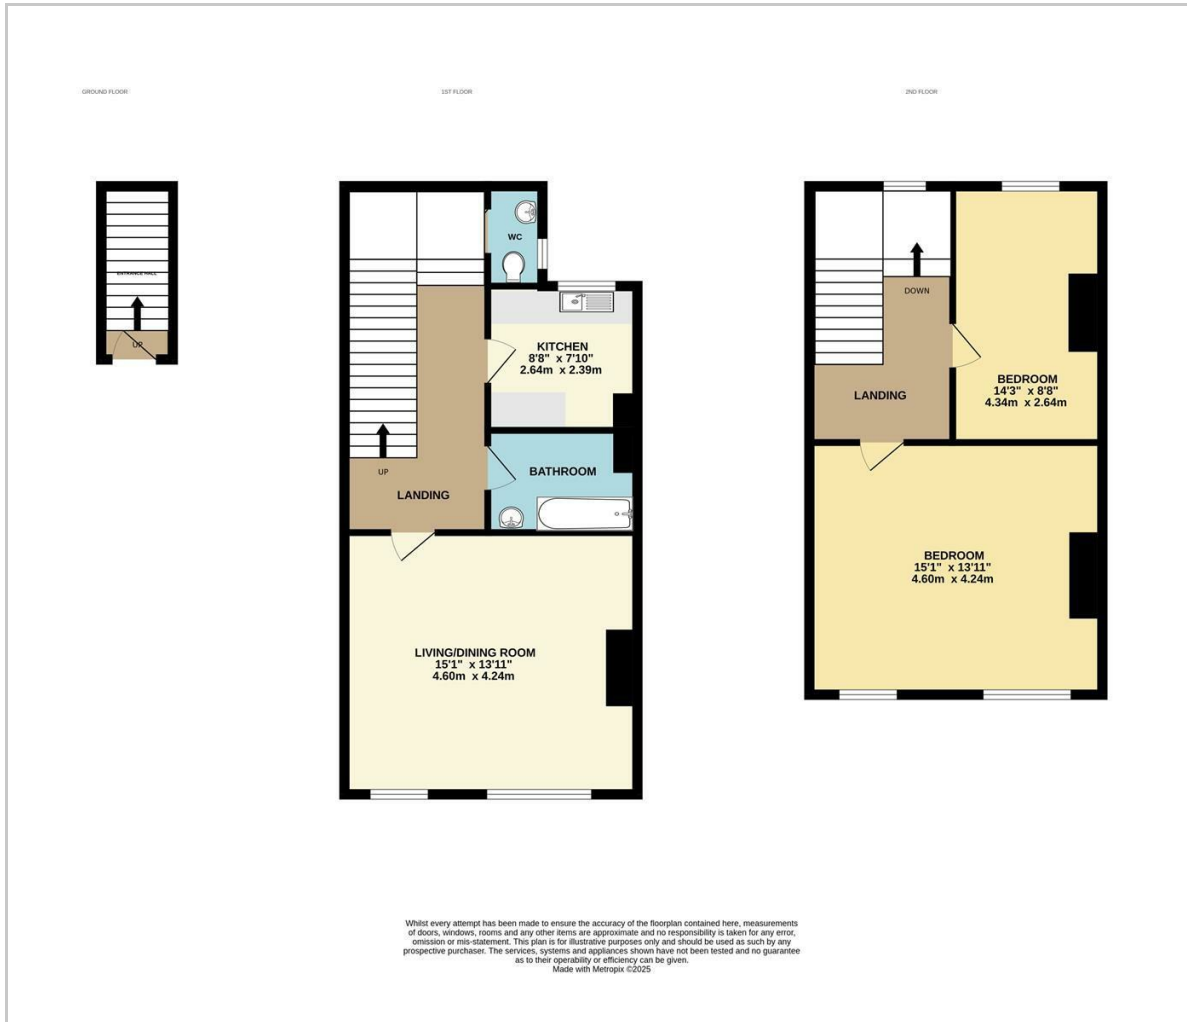 GROUND FLOOR
ENTRANCE HALL
UP
1ST FLOOR
WC
KITCHEN
8'8" x 7'10"
2.64m x 2.39m
BATHROOM
UP
LANDING
LIVING/DINING ROOM
15'1" x 13'11"
4.60m x 4.24m
2ND FLOOR
DOWN
BEDROOM
14'3" x 8'8"
4.34m x 2.64m
LANDING
BEDROOM
15'1" x 13'11"
4.60m x 4.24m
Whilst every attempt has been made to ensure the accuracy of the floorplan contained here, measurements
of doors, windows, rooms and any other items are approximate and no responsibility is taken for any error,
omission or mis-statement. This plan is for illustrative purposes only and should be used as such by any
prospective purchaser. The services, systems and appliances shown have not been tested and no guarantee
as to their operability or efficiency can be given.
Made with Metropix ©2025